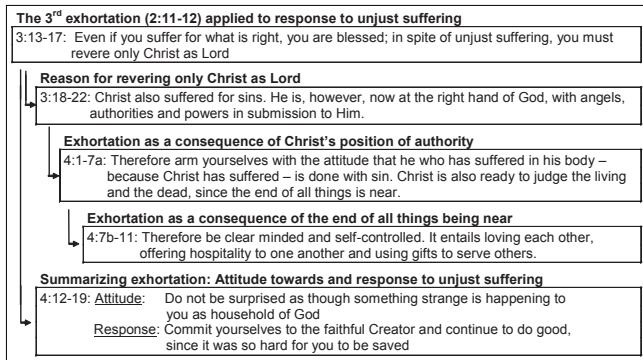 The 3rd exhortation (2:11-12) applied to response to unjust suffering
3:13-17: Even if you suffer for what is right, you are blessed; in spite of unjust suffering, you must
revere only Christ as Lord
Reason for revering only Christ as Lord
3:18-22: Christ also suffered for sins. He is, however, now at the right hand of God, with angels,
authorities and powers in submission to Him.
Exhortation as a consequence of Christ's position of authority
4:1-7a: Therefore arm yourselves with the attitude that he who has suffered in his body –
because Christ has suffered – is done with sin. Christ is also ready to judge the living
and the dead, since the end of all things is near.
Exhortation as a consequence of the end of all things being near
4:7b-11: Therefore be clear minded and self-controlled. It entails loving each other,
offering hospitality to one another and using gifts to serve others.
Summarizing exhortation: Attitude towards and response to unjust suffering
4:12-19: Attitude: Do not be surprised as though something strange is happening to
you as household of God
Response: Commit yourselves to the faithful Creator and continue to do good,
since it was so hard for you to be saved